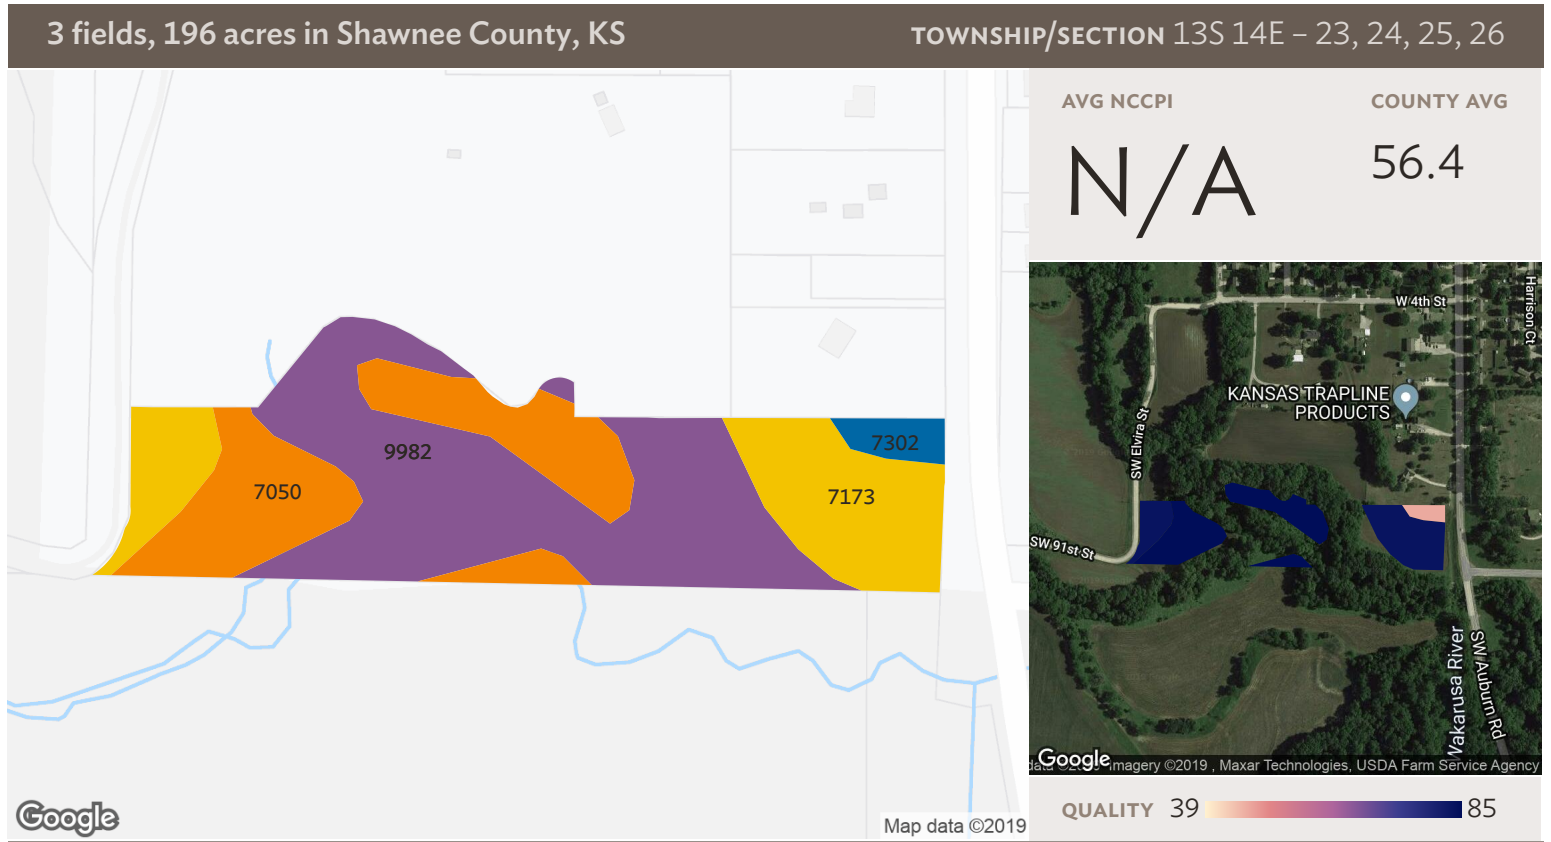 3 fields, 196 acres in Shawnee County, KS
TOWNSHIP/SECTION 13S 14E – 23, 24, 25, 26
AVG NCCPI
N/A
COUNTY AVG
56.4
7050
9982
7302
7173
Google
Map data ©2019
W 4th St
Harrison Ct
KANSAS TRAPLINE
PRODUCTS
SW Elvira St
SW 91st St
Wakarusa River
SW Auburn Rd
Google
Imagery ©2019 , Maxar Technologies, USDA Farm Service Agency
QUALITY 39 85